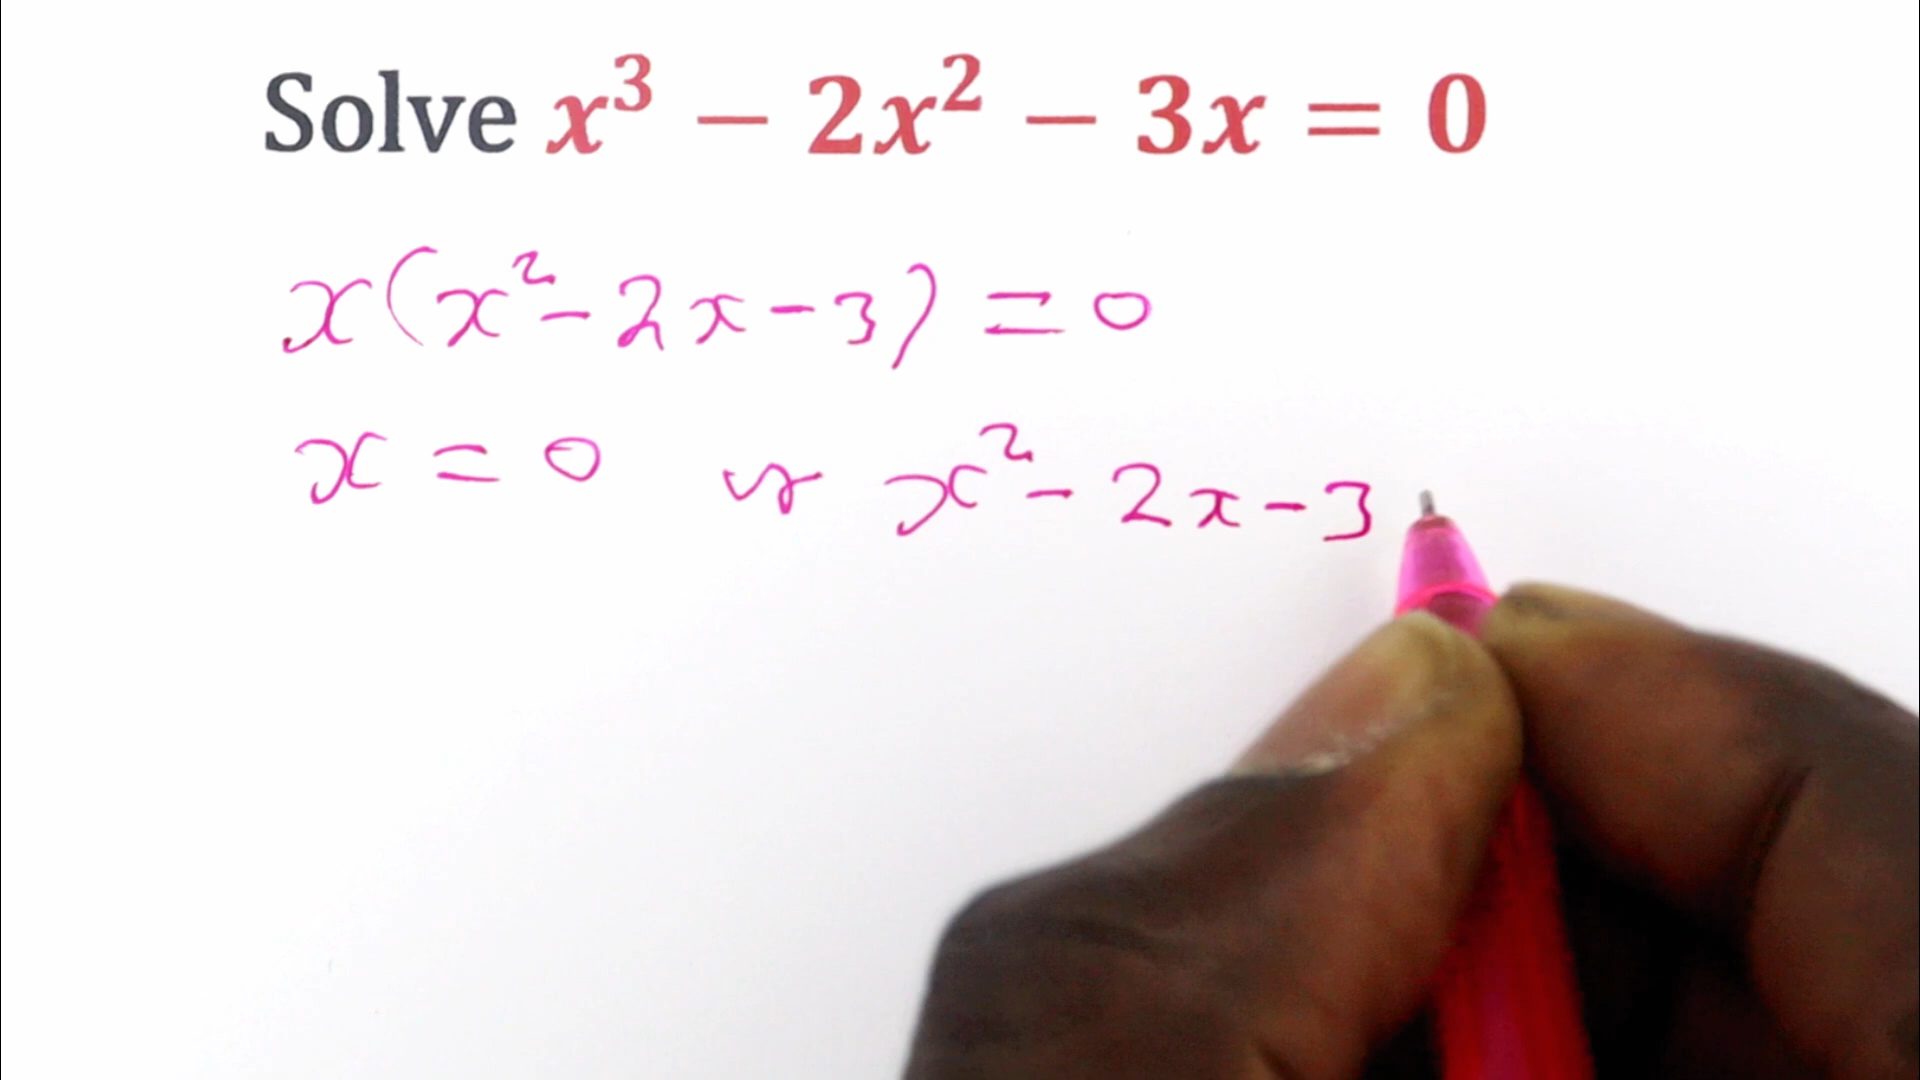 Solve x³ − 2x² − 3x = 0
x(x² − 2x − 3) = 0
x = 0 or x² − 2x − 3